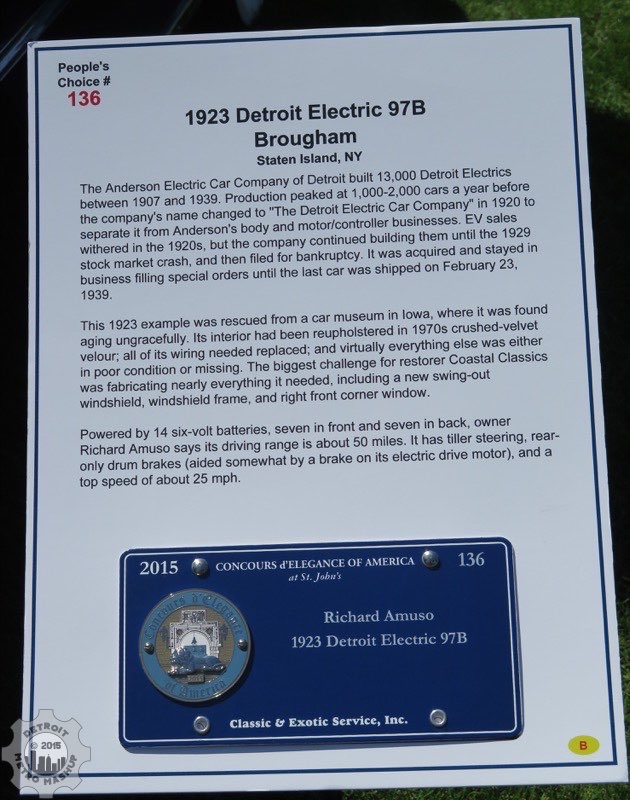 People's
Choice #
136
1923 Detroit Electric 97B
Brougham
Staten Island, NY
The Anderson Electric Car Company of Detroit built 13,000 Detroit Electrics
between 1907 and 1939. Production peaked at 1,000-2,000 cars a year before
the company's name changed to "The Detroit Electric Car Company" in 1920 to
separate it from Anderson's body and motor/controller businesses. EV sales
withered in the 1920s, but the company continued building them until the 1929
stock market crash, and then filed for bankruptcy. It was acquired and stayed in
business filling special orders until the last car was shipped on February 23,
1939.
This 1923 example was rescued from a car museum in Iowa, where it was found
aging ungracefully. Its interior had been reupholstered in 1970s crushed-velvet
velour; all of its wiring needed replaced; and virtually everything else was either
in poor condition or missing. The biggest challenge for restorer Coastal Classics
was fabricating nearly everything it needed, including a new swing-out
windshield, windshield frame, and right front corner window.
Powered by 14 six-volt batteries, seven in front and seven in back, owner
Richard Amuso says its driving range is about 50 miles. It has tiller steering, rear-
only drum brakes (aided somewhat by a brake on its electric drive motor), and a
top speed of about 25 mph.
2015 CONCOURS d'ELEGANCE OF AMERICA 136
at St. John's
Concours d'Elegance
of America
Richard Amuso
1923 Detroit Electric 97B
Classic & Exotic Service, Inc.
B
DETROIT
© 2015
METRO MASHUP